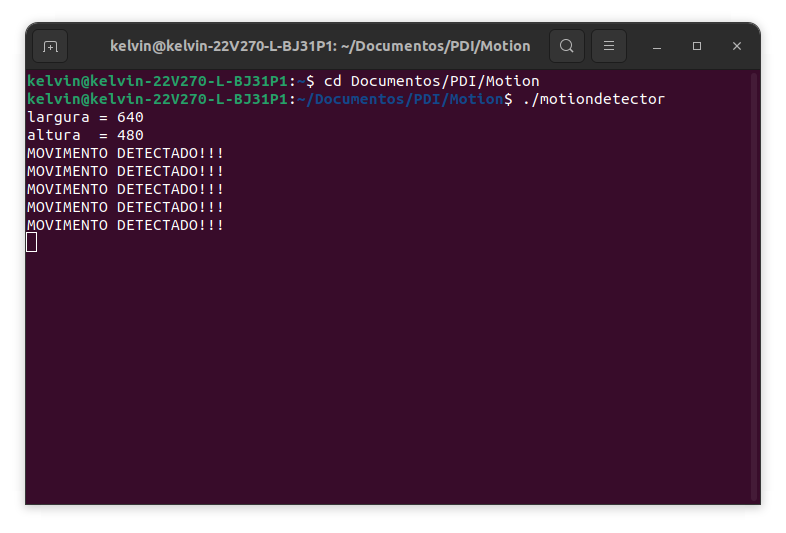 kelvin@kelvin-22V270-L-BJ31P1: ~/Documentos/PDI/Motion
kelvin@kelvin-22V270-L-BJ31P1:~$ cd Documentos/PDI/Motion
kelvin@kelvin-22V270-L-BJ31P1:~/Documentos/PDI/Motion$ ./motiondetector
largura = 640
altura  = 480
MOVIMENTO DETECTADO!!!
MOVIMENTO DETECTADO!!!
MOVIMENTO DETECTADO!!!
MOVIMENTO DETECTADO!!!
MOVIMENTO DETECTADO!!!